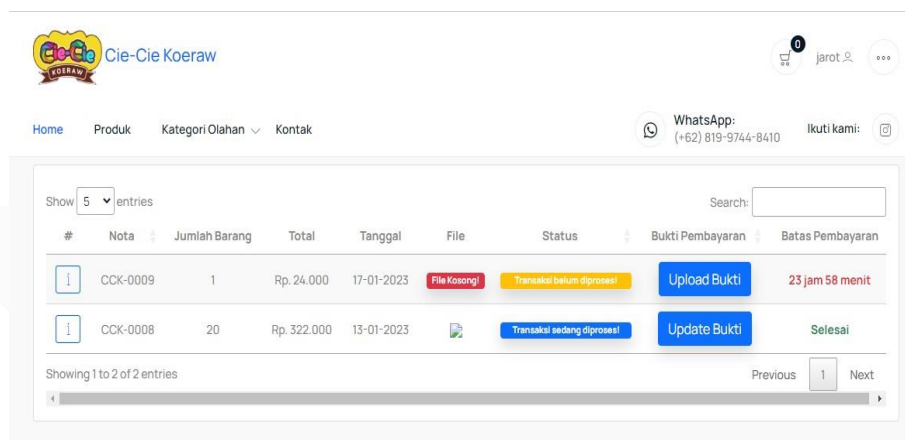 Cie-Cie
KOERAW
Cie-Cie Koeraw
0
jarot
Home Produk Kategori Olahan Kontak
WhatsApp:
(+62) 819-9744-8410
Ikuti kami:
Show 5 entries
Search:
# Nota Jumlah Barang Total Tanggal File Status Bukti Pembayaran Batas Pembayaran
i CCK-0009 1 Rp. 24.000 17-01-2023 File Kosong! Transaksi belum diproses! Upload Bukti 23 jam 58 menit
i CCK-0008 20 Rp. 322.000 13-01-2023 Transaksi sedang diproses! Update Bukti Selesai
Showing 1 to 2 of 2 entries
Previous 1 Next